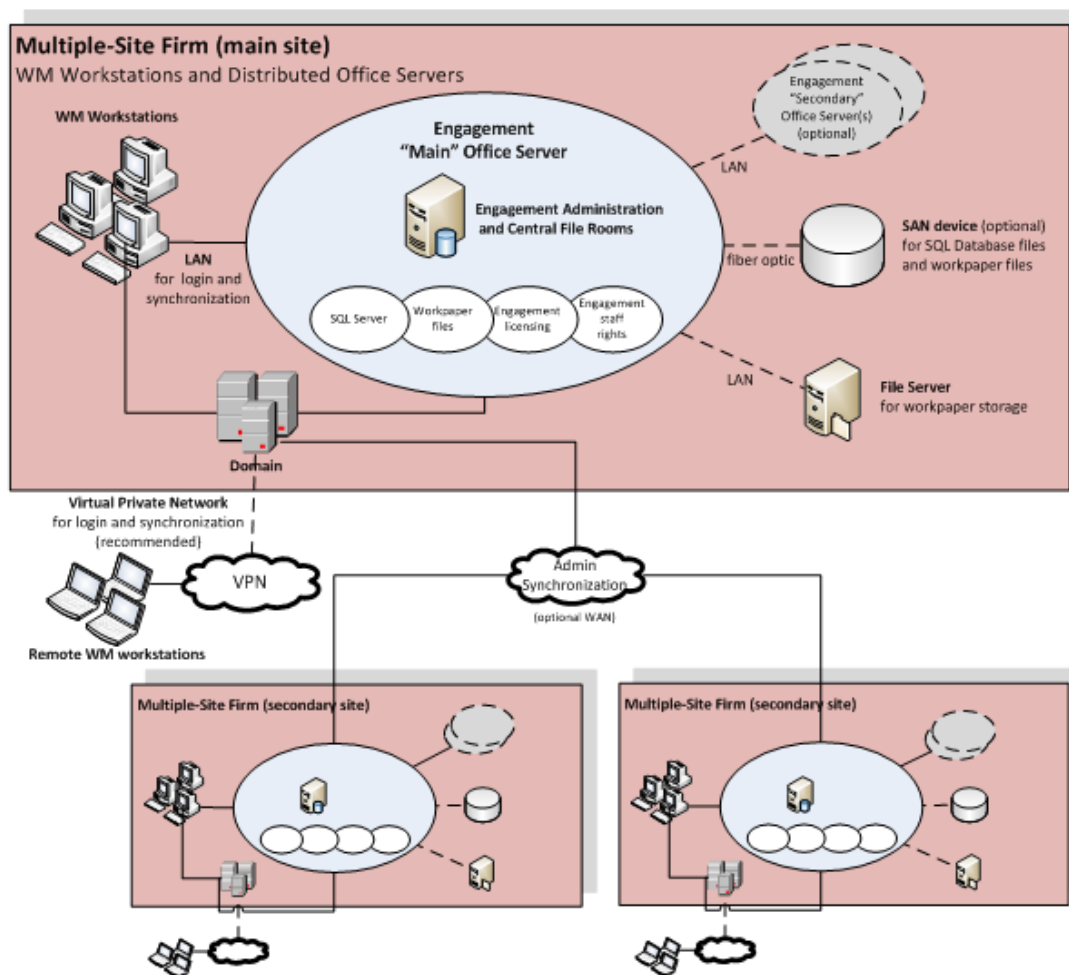 Multiple-Site Firm (main site)
WM Workstations and Distributed Office Servers
WM Workstations
Engagement
"Main" Office Server
Engagement
"Secondary"
Office Server(s)
(optional)
LAN
Engagement Administration
and Central File Rooms
SAN device (optional)
for SQL Database files
and workpaper files
fiber optic
LAN
for login and
synchronization
SQL Server
Workpaper
files
Engagement
licensing
Engagement
staff
rights
LAN
File Server
for workpaper storage
Domain
Virtual Private Network
for login and synchronization
(recommended)
VPN
Admin
Synchronization
(optional WAN)
Remote WM workstations
Multiple-Site Firm (secondary site)
Multiple-Site Firm (secondary site)